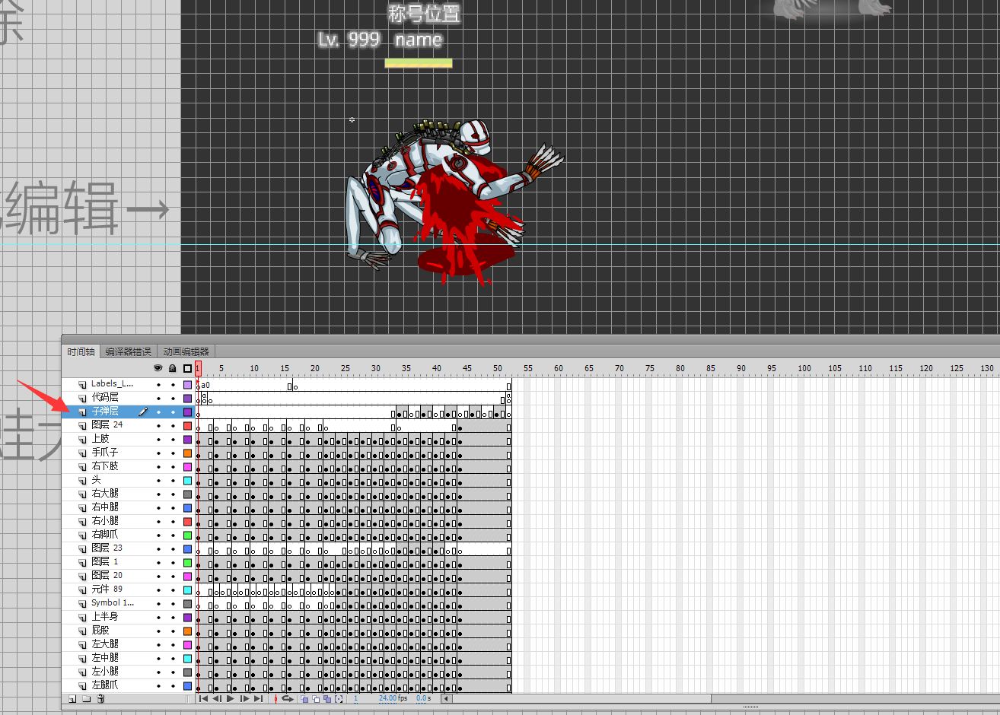 除
称号位置
Lv. 999 name
编辑→
时间轴 编译器错误 动画编辑器
1 5 10 15 20 25 30 35 40 45 50 55 60 65 70 75 80 85 90 95 100 105 110 115 120 125 130
Labels_L... a0
代码层 a a
子弹层
图层 24
上肢
手爪子
右下肢
头
右大腿
右中腿
右小腿
右脚爪
图层 23
图层 1
图层 20
元件 89
Symbol 1...
上半身
屁股
左大腿
左中腿
左小腿
左腿爪
1 24.00 fps 0.0 s